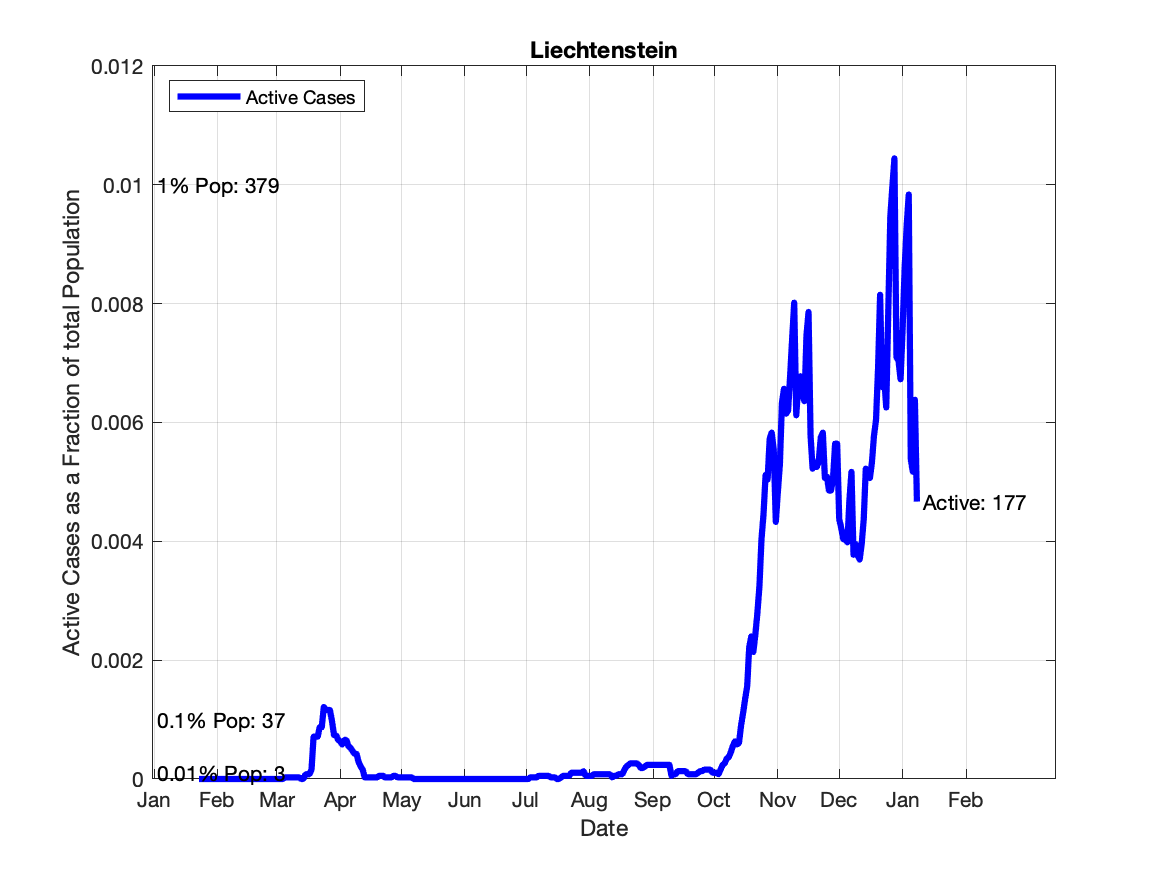 Liechtenstein
Active Cases
0.012
0.01
0.008
0.006
0.004
0.002
0
1% Pop: 379
0.1% Pop: 37
0.01% Pop: 3
Active: 177
Active Cases as a Fraction of total Population
Jan Feb Mar Apr May Jun Jul Aug Sep Oct Nov Dec Jan Feb
Date